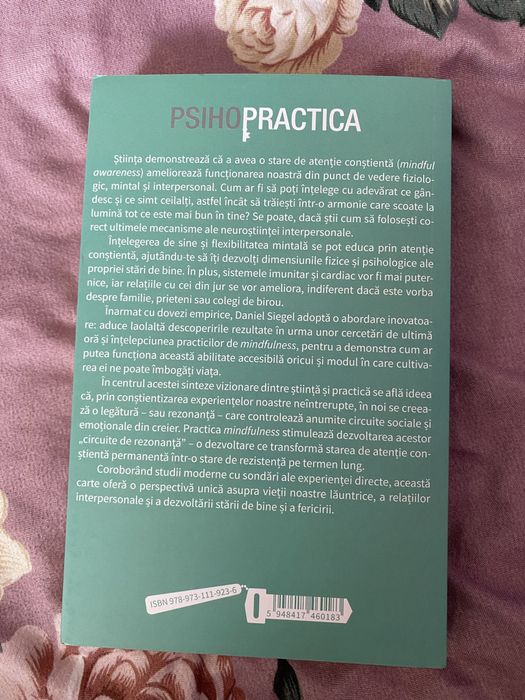 PSIHOPRACTICA
Știința demonstrează că a avea o stare de atenție conștientă (mindful
awareness) ameliorează funcționarea noastră din punct de vedere fiziolo-
gic, mintal și interpersonal. Cum ar fi să poți înțelege cu adevărat ce gân-
desc și ce simt ceilalți, astfel încât să trăiești într-o armonie care scoate la
lumină tot ce este mai bun în tine? Se poate, dacă știi cum să folosești co-
rect ultimele mecanisme ale neuroștiinței interpersonale.
Înțelegerea de sine și flexibilitatea mintală se pot educa prin atenție
conștientă, ajutându-te să îți dezvolți dimensiunile fizice și psihologice ale
propriei stări de bine. În plus, sistemele imunitar și cardiac vor fi mai puter-
nice, iar relațiile cu cei din jur se vor ameliora, indiferent dacă este vorba
despre familie, prieteni sau colegi de birou.
Înarmat cu dovezi empirice, Daniel Siegel adoptă o abordare inovatoa-
re: aduce laolaltă descoperirile rezultate în urma unor cercetări de ultimă
oră și înțelepciunea practicilor de mindfulness, pentru a demonstra cum ar
putea funcționa această abilitate accesibilă oricui și modul în care cultiva-
rea ei ne poate îmbogăți viața.
În centrul acestei sinteze vizionare dintre știință și practică se află ideea
că, prin conștientizarea experiențelor noastre neîntrerupte, în noi se creea-
ză o legătură – sau rezonanță – care controlează anumite circuite sociale și
emoționale din creier. Practica mindfulness stimulează dezvoltarea acestor
„circuite de rezonanță” – o dezvoltare ce transformă starea de atenție con-
știentă permanentă într-o stare de rezistență pe termen lung.
Coroborând studii moderne cu sondări ale experienței directe, această
carte oferă o perspectivă unică asupra vieții noastre lăuntrice, a relațiilor
interpersonale și a dezvoltării stării de bine și a fericirii.
ISBN 978-973-111-923-6
5 948417 460183